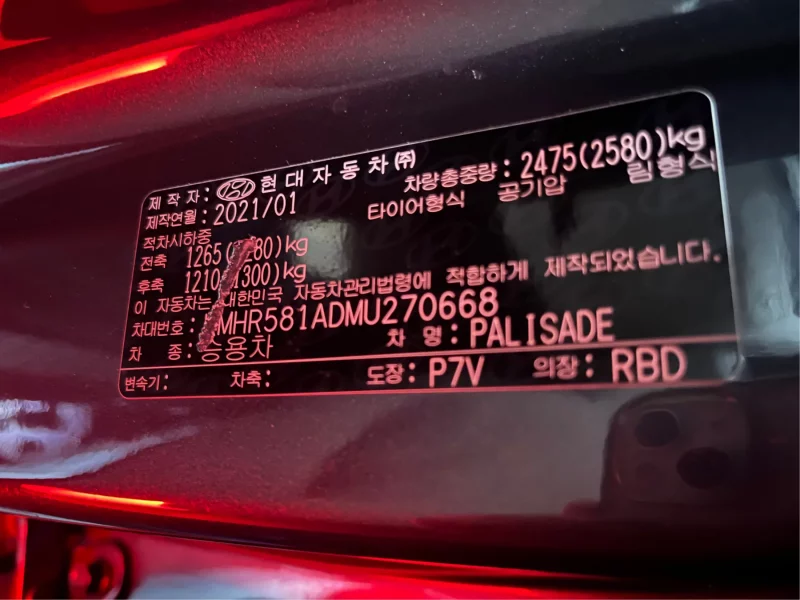 제 작 자 : 현대자동차㈜
제작연월 : 2021/01
차량총중량 : 2475(2580)kg
타이어형식 공기압 림형식
적차시하중
전축 1265( 80)kg
후축 1210 1300)kg
이 자동차는 대한민국 자동차관리법령에 적합하게 제작되었습니다.
차대번호 : MHR581ADMU270668
차 종 : 승용차 차 명 : PALISADE
변속기 : 차축 : 도장 : P7V 의장 : RBD